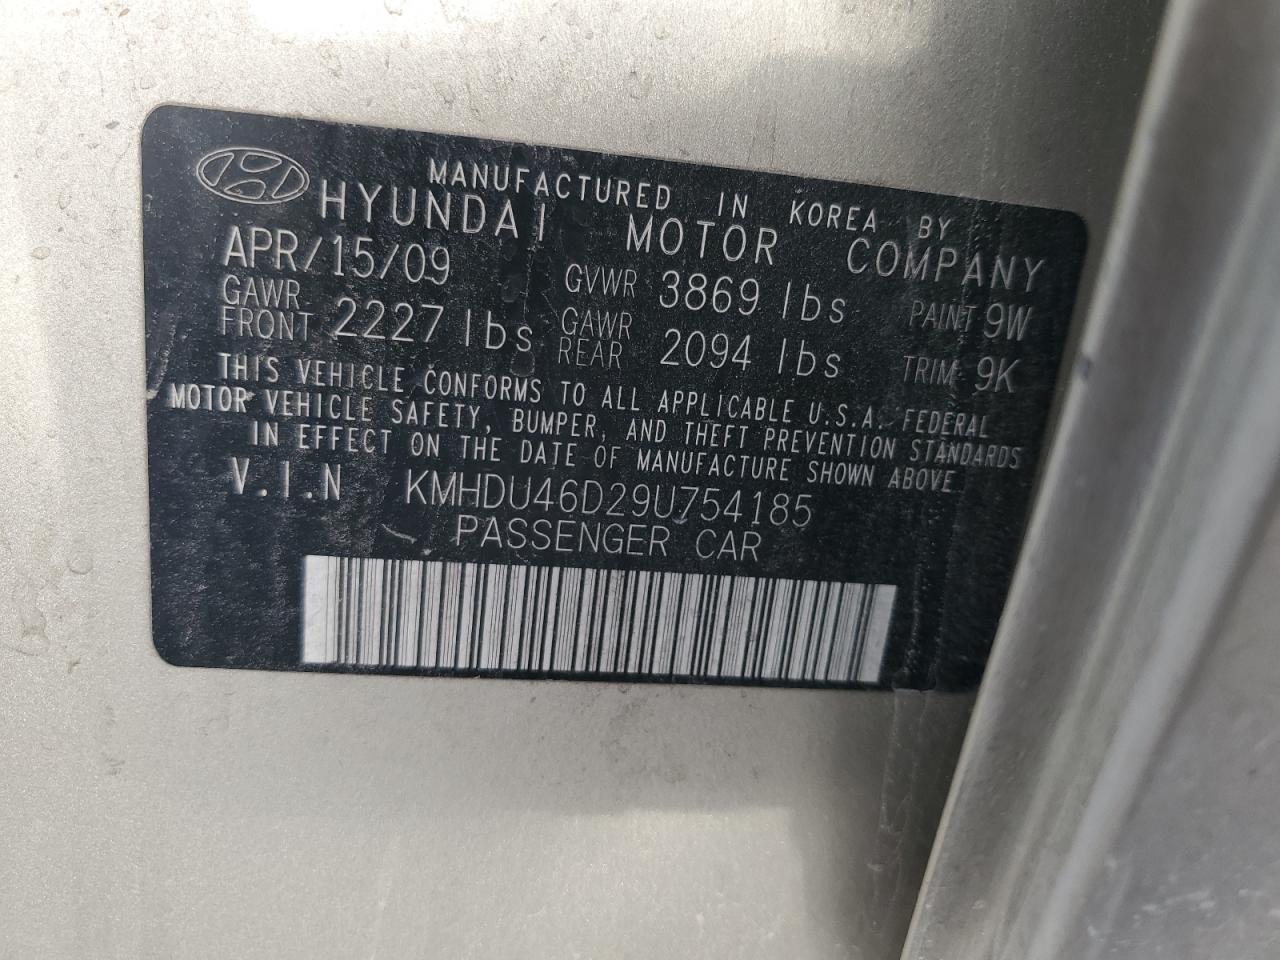 MANUFACTURED IN KOREA BY
HYUNDAI MOTOR COMPANY
APR/15/09 GVWR 3869 lbs PAINT 9W
GAWR FRONT 2227 lbs GAWR REAR 2094 lbs TRIM 9K
THIS VEHICLE CONFORMS TO ALL APPLICABLE U.S.A. FEDERAL
MOTOR VEHICLE SAFETY, BUMPER, AND THEFT PREVENTION STANDARDS
IN EFFECT ON THE DATE OF MANUFACTURE SHOWN ABOVE
V.I.N KMHDU46D29U754185
PASSENGER CAR